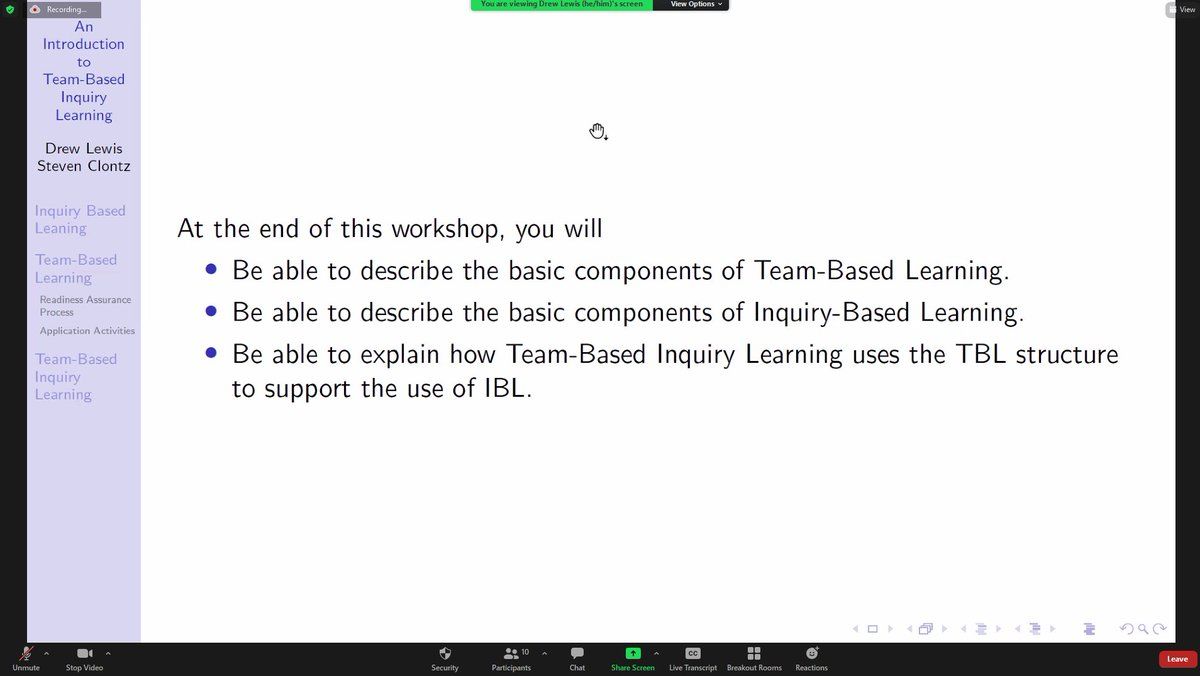 Recording...
You are viewing Drew Lewis (he/him)'s screen
View Options
View
An
Introduction
to
Team-Based
Inquiry
Learning
Drew Lewis
Steven Clontz
Inquiry Based
Leaning
Team-Based
Learning
Readiness Assurance
Process
Application Activities
Team-Based
Inquiry
Learning
At the end of this workshop, you will
Be able to describe the basic components of Team-Based Learning.
Be able to describe the basic components of Inquiry-Based Learning.
Be able to explain how Team-Based Inquiry Learning uses the TBL structure
to support the use of IBL.
Unmute
Stop Video
Security
Participants
10
Chat
Share Screen
CC
Live Transcript
Breakout Rooms
Reactions
Leave